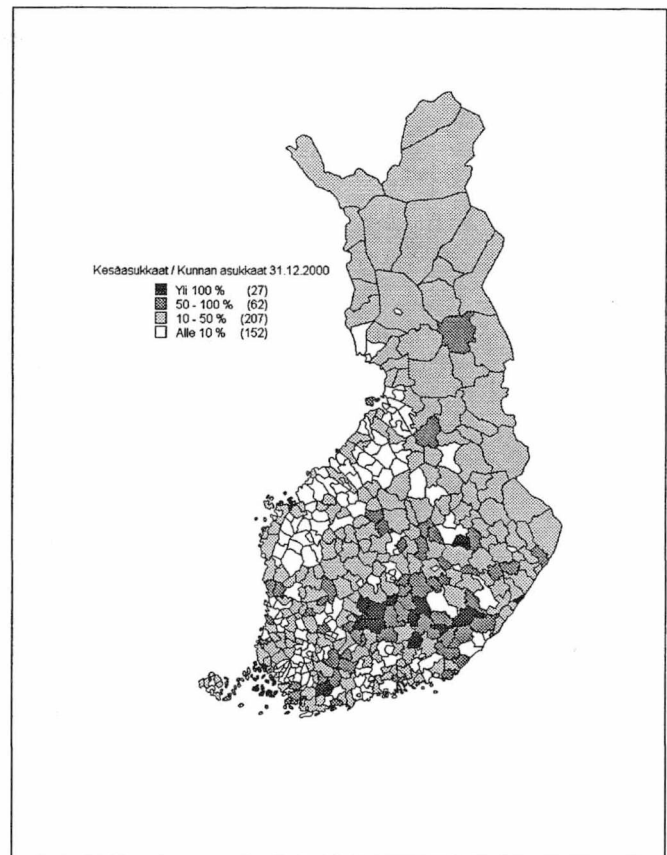 Kesäasukkaat / Kunnan asukkaat 31.12.2000
Yli 100 % (27)
50 - 100 % (62)
10 - 50 % (207)
Alle 10 % (152)